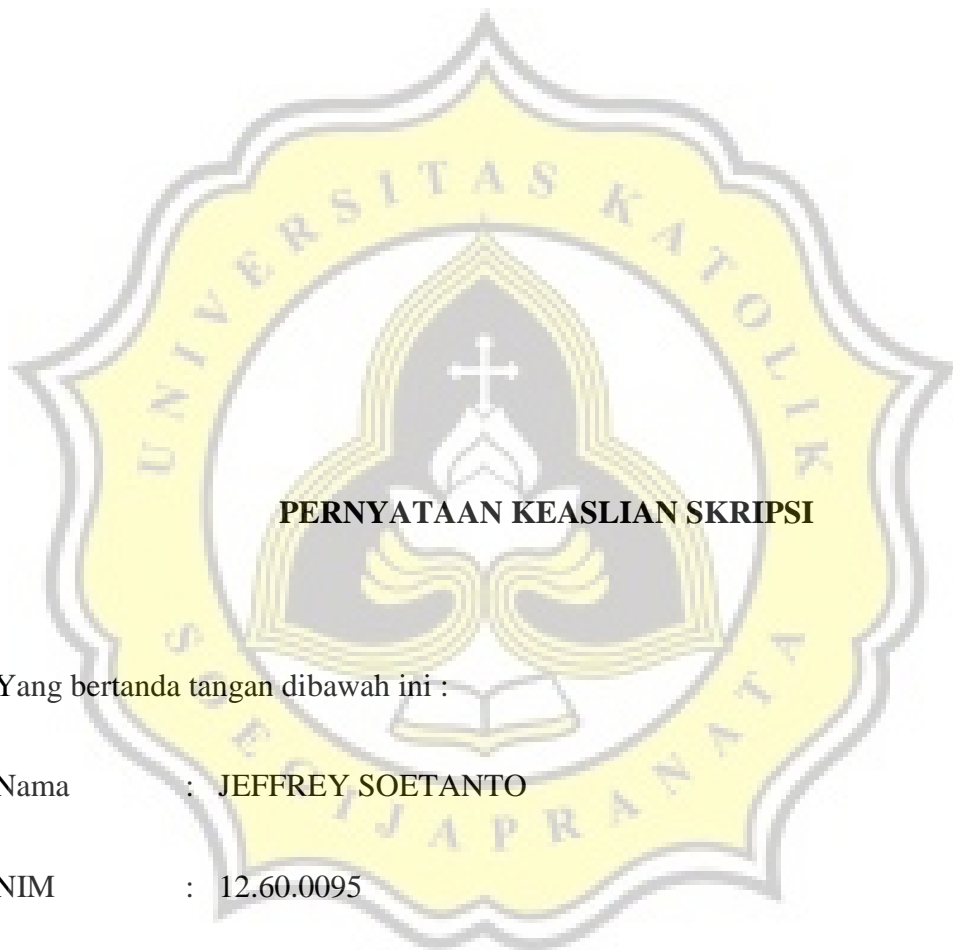 UNIVERSITAS KATOLIK
SOEGIJAPRANATA
PERNYATAAN KEASLIAN SKRIPSI
Yang bertanda tangan dibawah ini :
Nama : JEFFREY SOETANTO
NIM : 12.60.0095